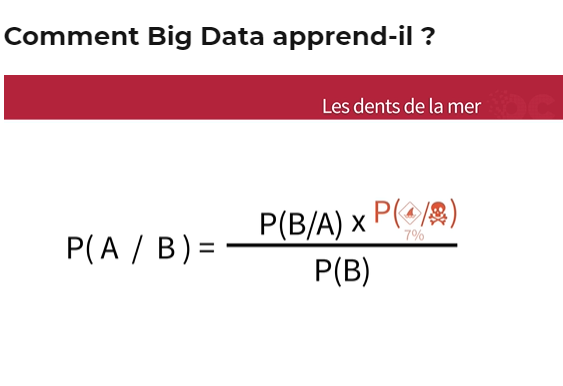 Comment Big Data apprend-il ?
Les dents de la mer
P( A / B ) = P(B/A) x P( / )
7%
P(B)